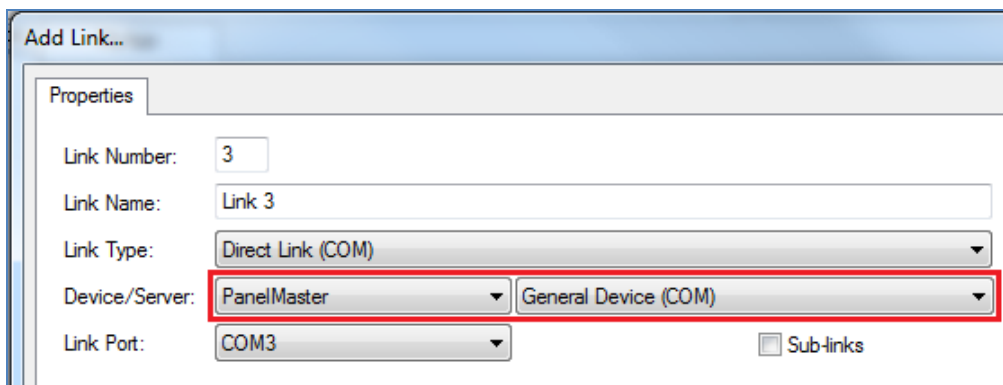 Add Link...
Properties
Link Number: 3
Link Name: Link 3
Link Type: Direct Link (COM)
Device/Server: PanelMaster General Device (COM)
Link Port: COM3 Sub-links